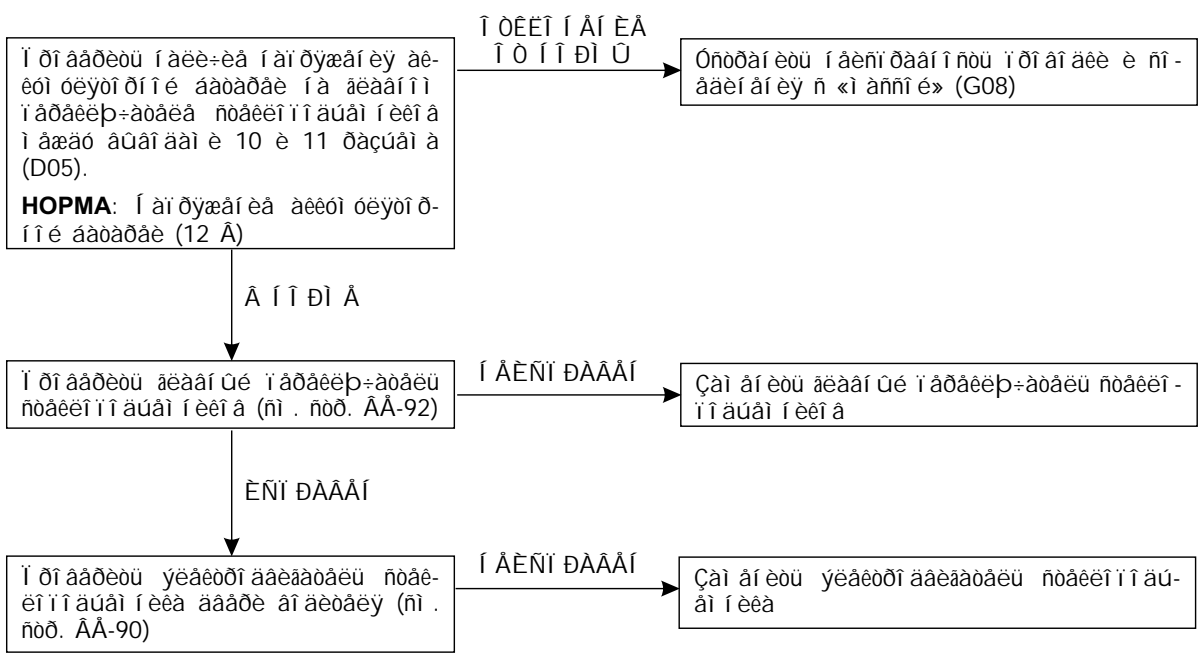 Î ÒÊËÎ Í ÅÍ ÈÅ
Î Ò Í Î ÐÌ Û
Ï ðî âåðèòü í àëè÷èå í àï ðÿæåí èÿ àê-
êóì óëÿòî ðí î é áàòàðåè í à ãëàâí î ì
ï åðåêëþ÷àòåëå ñòåêëî ï î äúåì í èêî â
ì åæäó âûâî äàì è 10 è 11 ðàçúåì à
(D05).
HOPMA: Í àï ðÿæåí èå àêêóì óëÿòî ð-
í î é áàòàðåè (12 Â)
Óñòðàí èòü í åèñï ðàâí î ñòü ï ðî âî äêè è ñî -
åäèí åí èÿ ñ «ì àññî é» (G08)
Â Í Î ÐÌ Å
Ï ðî âåðèòü ãëàâí ûé ï åðåêëþ÷àòåëü
ñòåêëî ï î äúåì í èêî â (ñì . ñòð. ÂÅ-92)
Í ÅÈÑÏ ÐÀÂÅÍ
Çàì åí èòü ãëàâí ûé ï åðåêëþ÷àòåëü ñòåêëî -
ï î äúåì í èêî â
ÈÑÏ ÐÀÂÅÍ
Ï ðî âåðèòü ýëåêòðî äâèãàòåëü ñòåê-
ëî ï î äúåì í èêà äâåðè âî äèòåëÿ (ñì .
ñòð. ÂÅ-90)
Í ÅÈÑÏ ÐÀÂÅÍ
Çàì åí èòü ýëåêòðî äâèãàòåëü ñòåêëî ï î äú-
åì í èêà